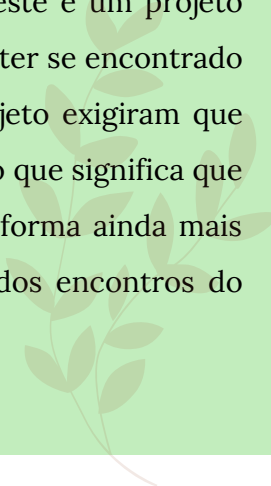 este é um projeto
ter se encontrado
jeto exigiram que
o que significa que
forma ainda mais
dos encontros do